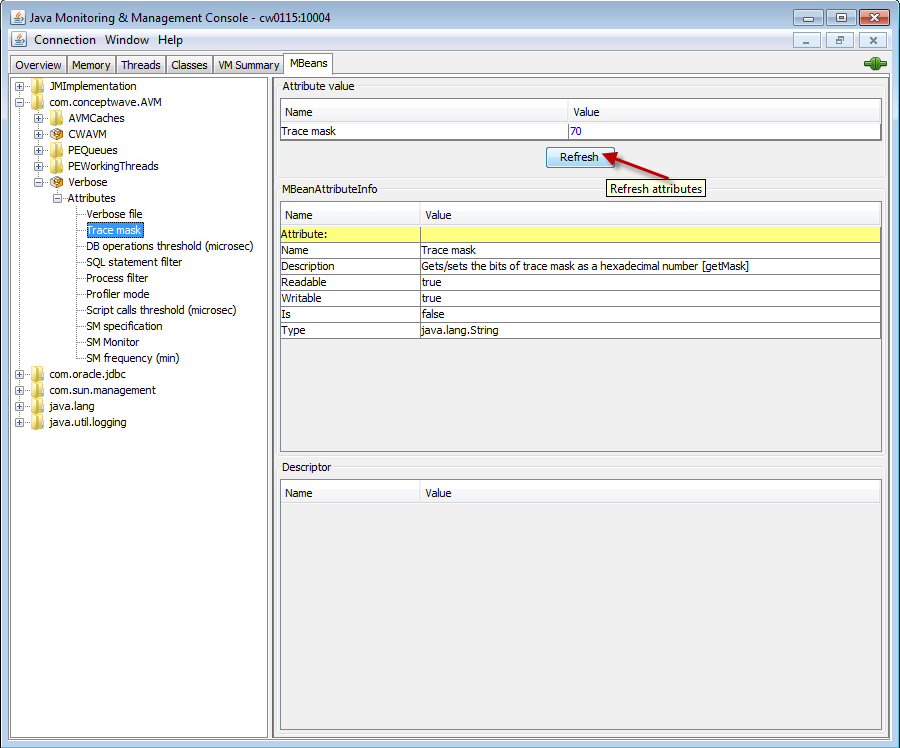 Java Monitoring & Management Console - cw0115:10004
Connection Window Help
Overview Memory Threads Classes VM Summary MBeans
JMImplementation
com.conceptwave.AVM
AVMCaches
CWAVM
PEQueues
PEWorkingThreads
Verbose
Attributes
Verbose file
Trace mask
DB operations threshold (microsec)
SQL statement filter
Process filter
Profiler mode
Script calls threshold (microsec)
SM specification
SM Monitor
SM frequency (min)
com.oracle.jdbc
com.sun.management
java.lang
java.util.logging
Attribute value
Name Value
Trace mask 70
Refresh
Refresh attributes
MBeanAttributeInfo
Name Value
Attribute:
Name Trace mask
Description Gets/sets the bits of trace mask as a hexadecimal number [getMask]
Readable true
Writable true
Is false
Type java.lang.String
Descriptor
Name Value